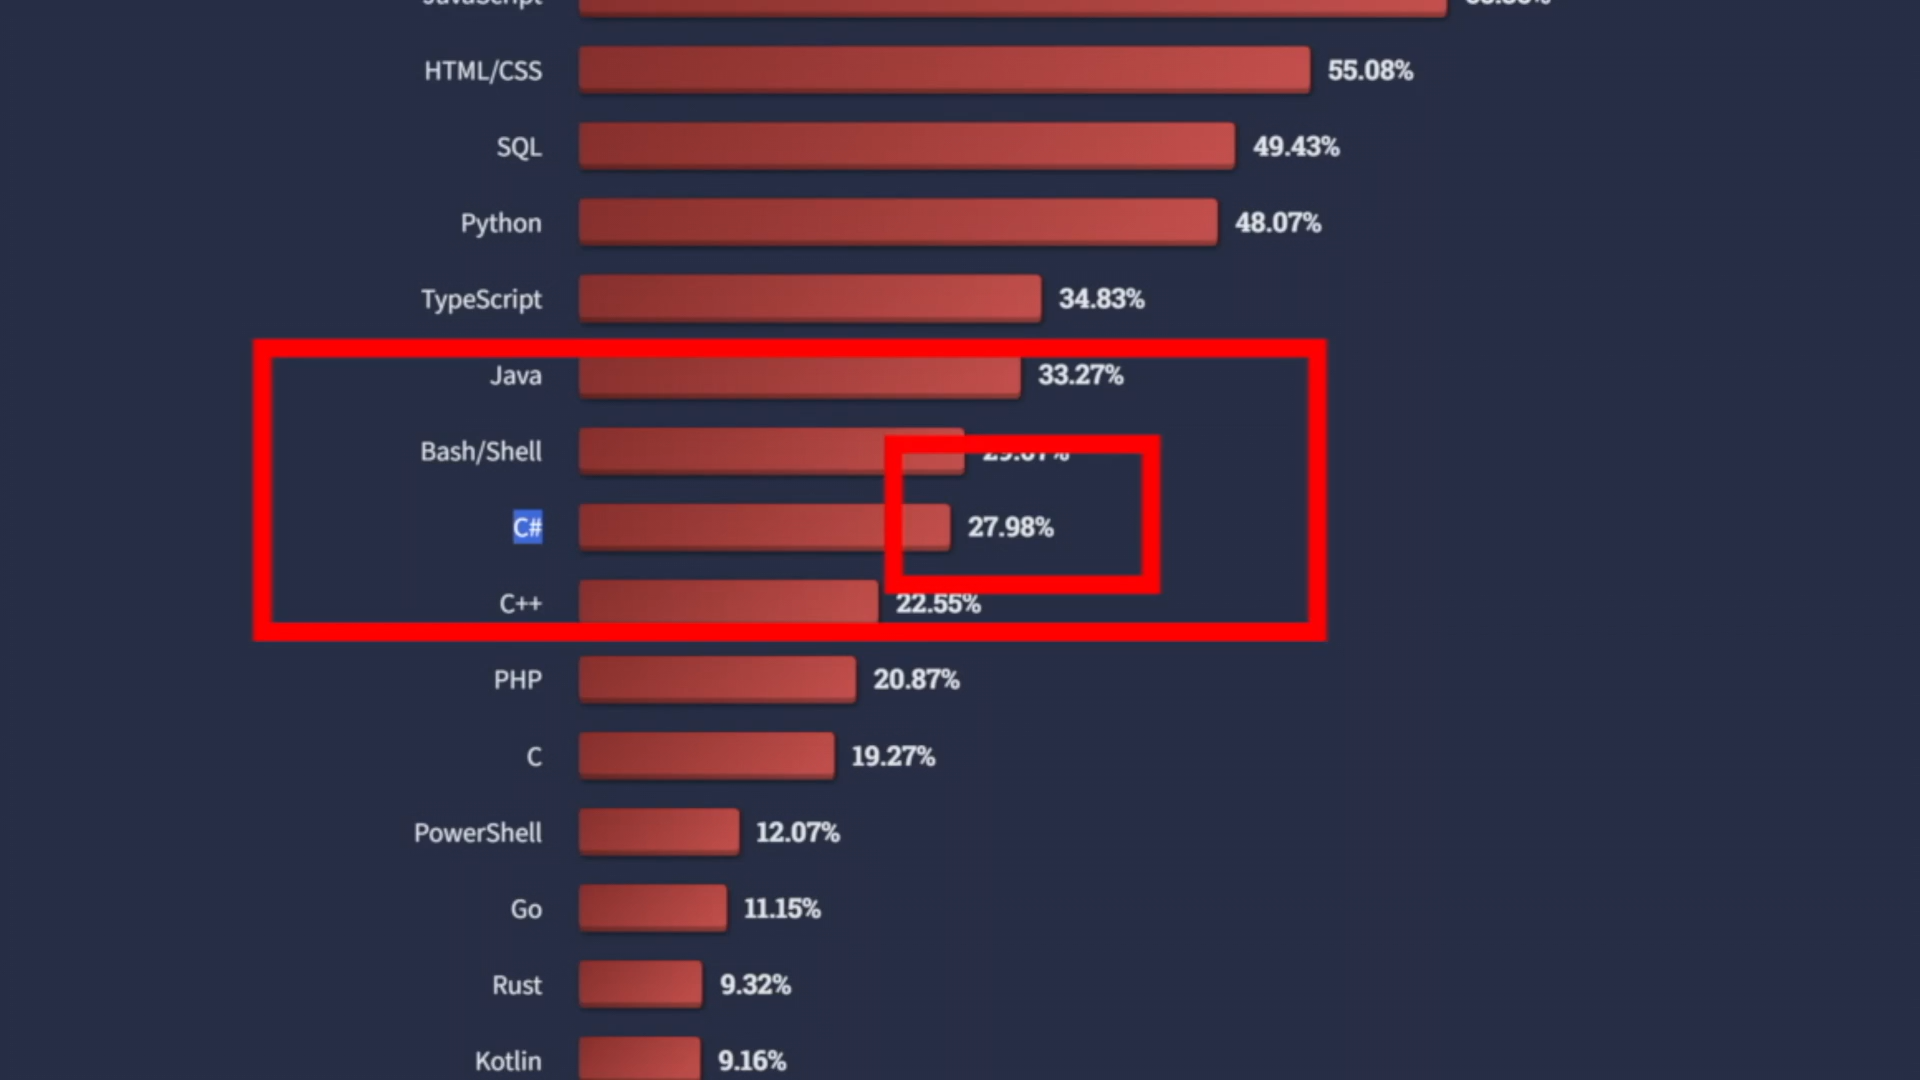 HTML/CSS 55.08%
SQL 49.43%
Python 48.07%
TypeScript 34.83%
Java 33.27%
Bash/Shell
C# 27.98%
C++ 22.55%
PHP 20.87%
C 19.27%
PowerShell 12.07%
Go 11.15%
Rust 9.32%
Kotlin 9.16%